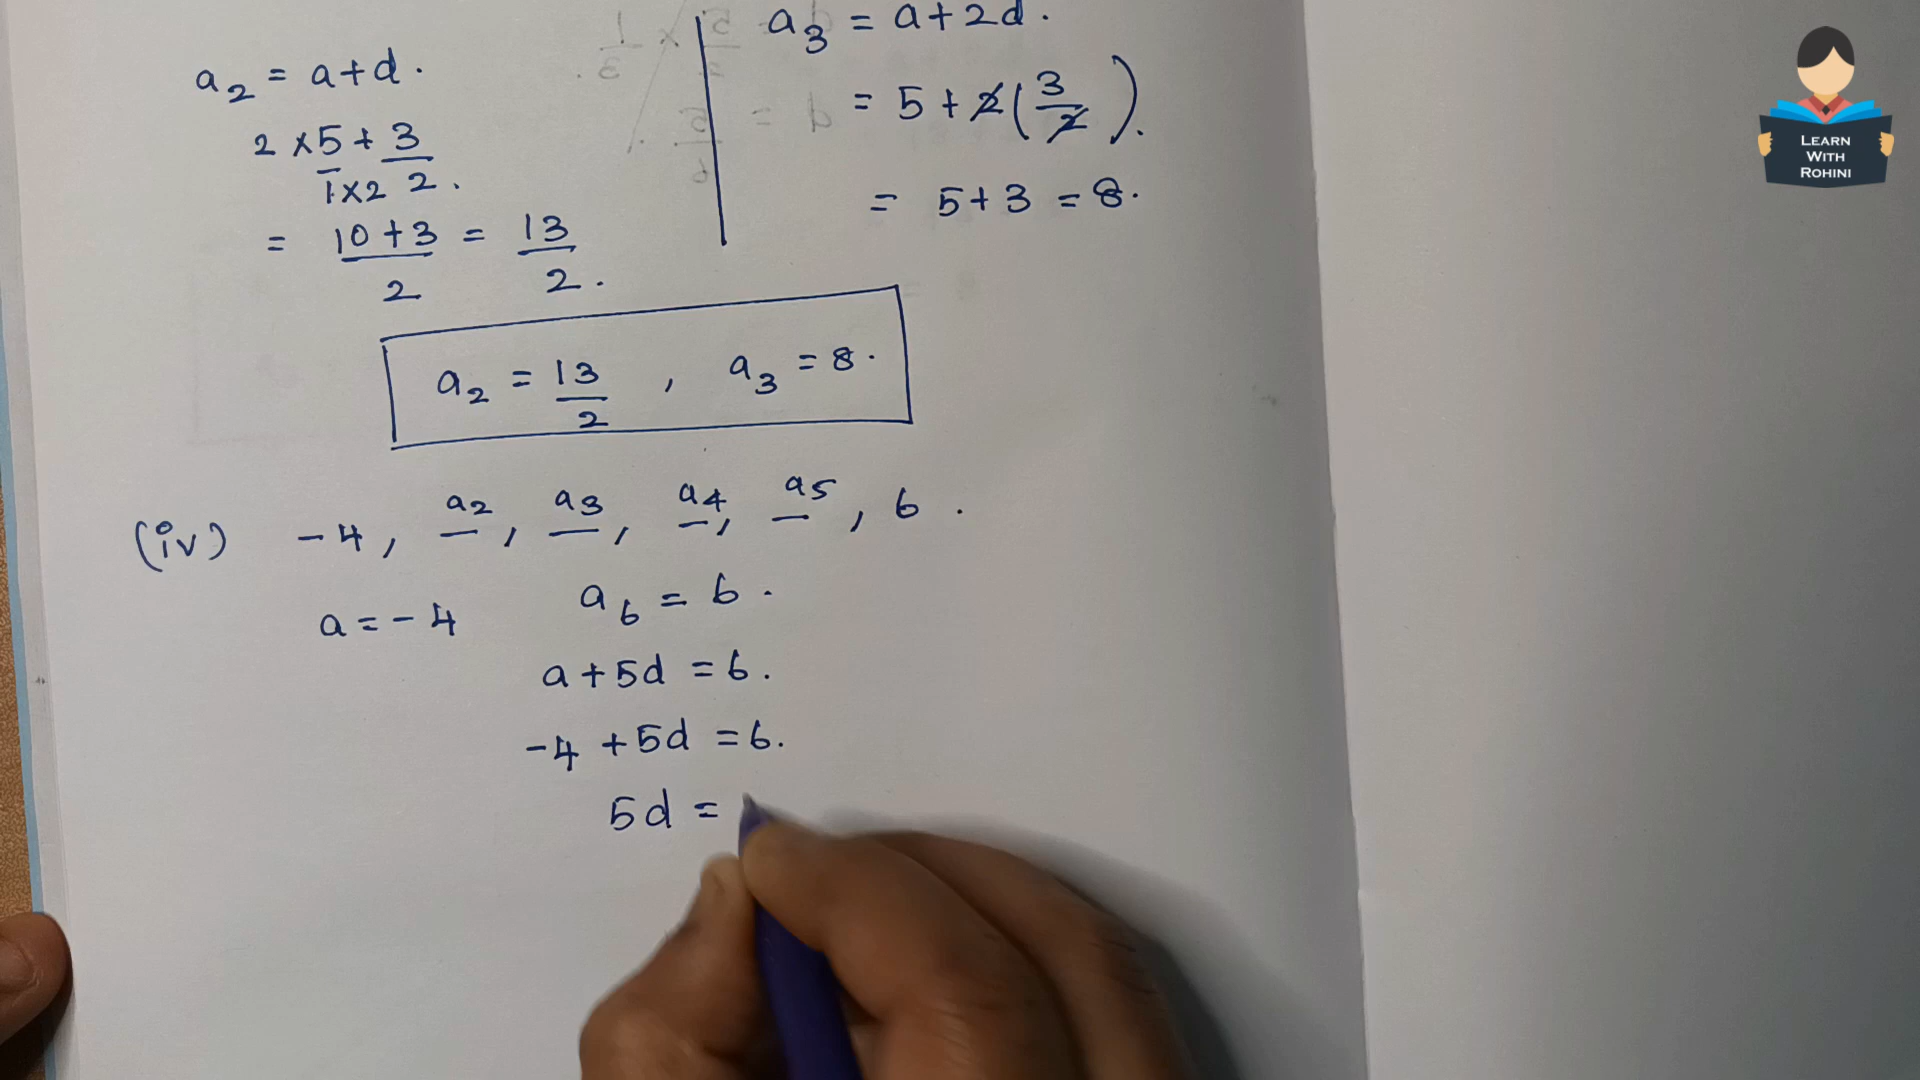 a2 = a+d.
2 × 5 + 3
1×2 2.
= 10+3 = 13
2 2.
a3 = a+2d.
= 5+2(3/2).
= 5+3 = 8.
a2 = 13/2 , a3 = 8.
(iv) -4, a2, a3, a4, a5, 6.
a = -4
a6 = 6.
a+5d = 6.
-4 +5d = 6.
5d =
LEARN
WITH
ROHINI